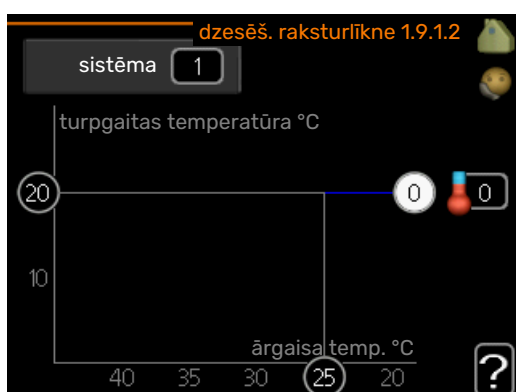 dzesēš. raksturlīkne 1.9.1.2
sistēma 1
turpgaitas temperatūra °C
20 0 0
10
ārgaisa temp. °C
40 35 30 25 20
?